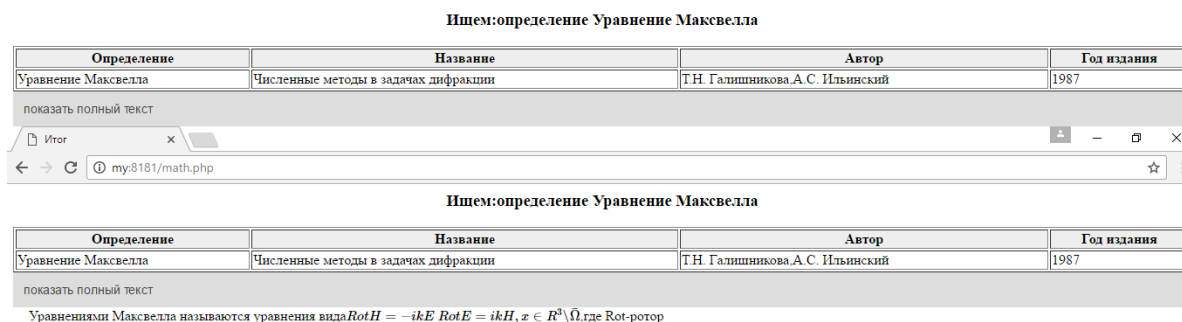 Ищем:определение Уравнение Максвелла
Определение Название Автор Год издания
Уравнение Максвелла Численные методы в задачах дифракции Т.Н. Галишникова,А.С. Ильинский 1987
показать полный текст
Итог
my:8181/math.php
Ищем:определение Уравнение Максвелла
Определение Название Автор Год издания
Уравнение Максвелла Численные методы в задачах дифракции Т.Н. Галишникова,А.С. Ильинский 1987
показать полный текст
Уравнениями Максвелла называются уравнения вида RotH = −ikE RotE = ikH, x ∈ R³\Ω̄,где Rot-ротор